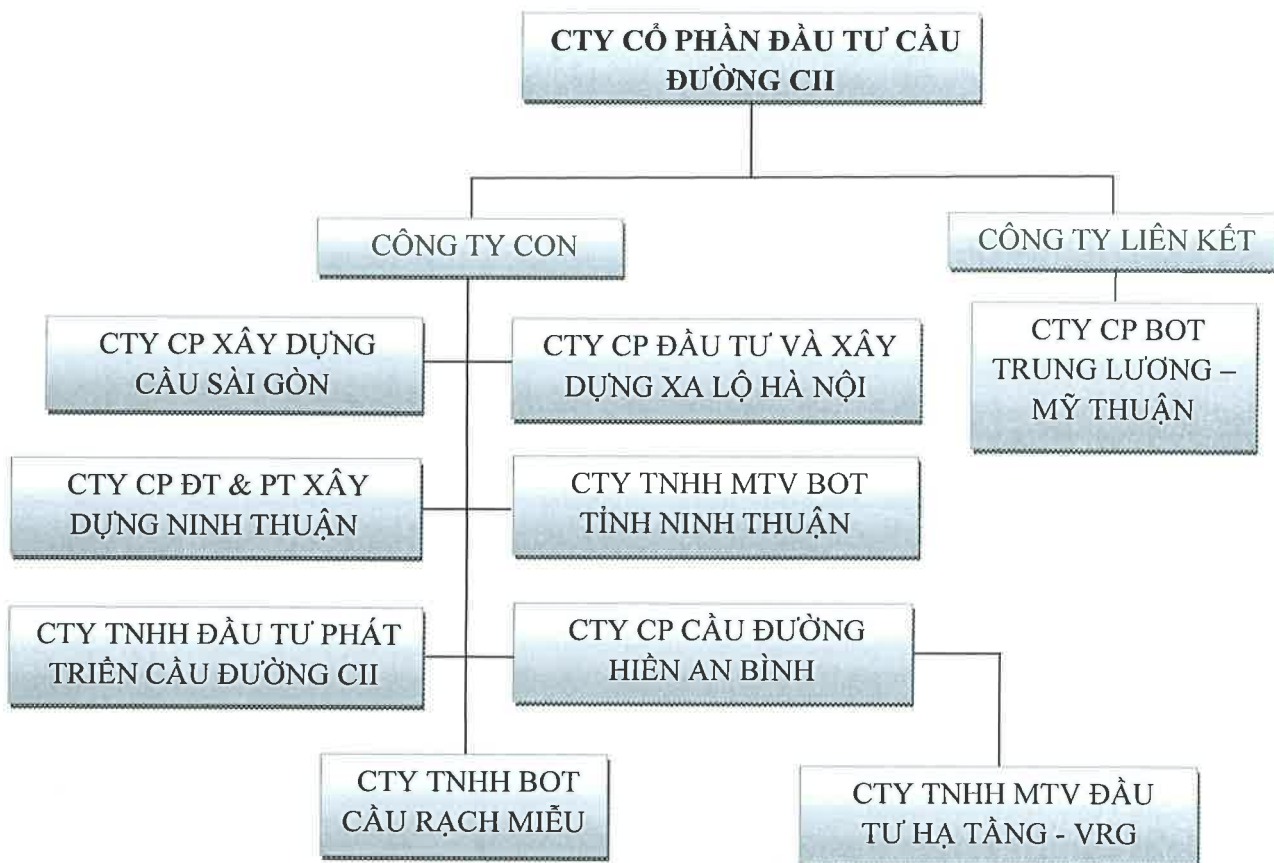 CTY CỔ PHẦN ĐẦU TƯ CẦU
ĐƯỜNG CII
CÔNG TY CON
CÔNG TY LIÊN KẾT
CTY CP XÂY DỰNG
CẦU SÀI GÒN
CTY CP ĐẦU TƯ VÀ XÂY
DỰNG XA LỘ HÀ NỘI
CTY CP BOT
TRUNG LƯƠNG –
MỸ THUẬN
CTY CP ĐT & PT XÂY
DỰNG NINH THUẬN
CTY TNHH MTV BOT
TỈNH NINH THUẬN
CTY TNHH ĐẦU TƯ PHÁT
TRIỂN CẦU ĐƯỜNG CII
CTY CP CẦU ĐƯỜNG
HIỀN AN BÌNH
CTY TNHH BOT
CẦU RẠCH MIỄU
CTY TNHH MTV ĐẦU
TƯ HẠ TẦNG - VRG